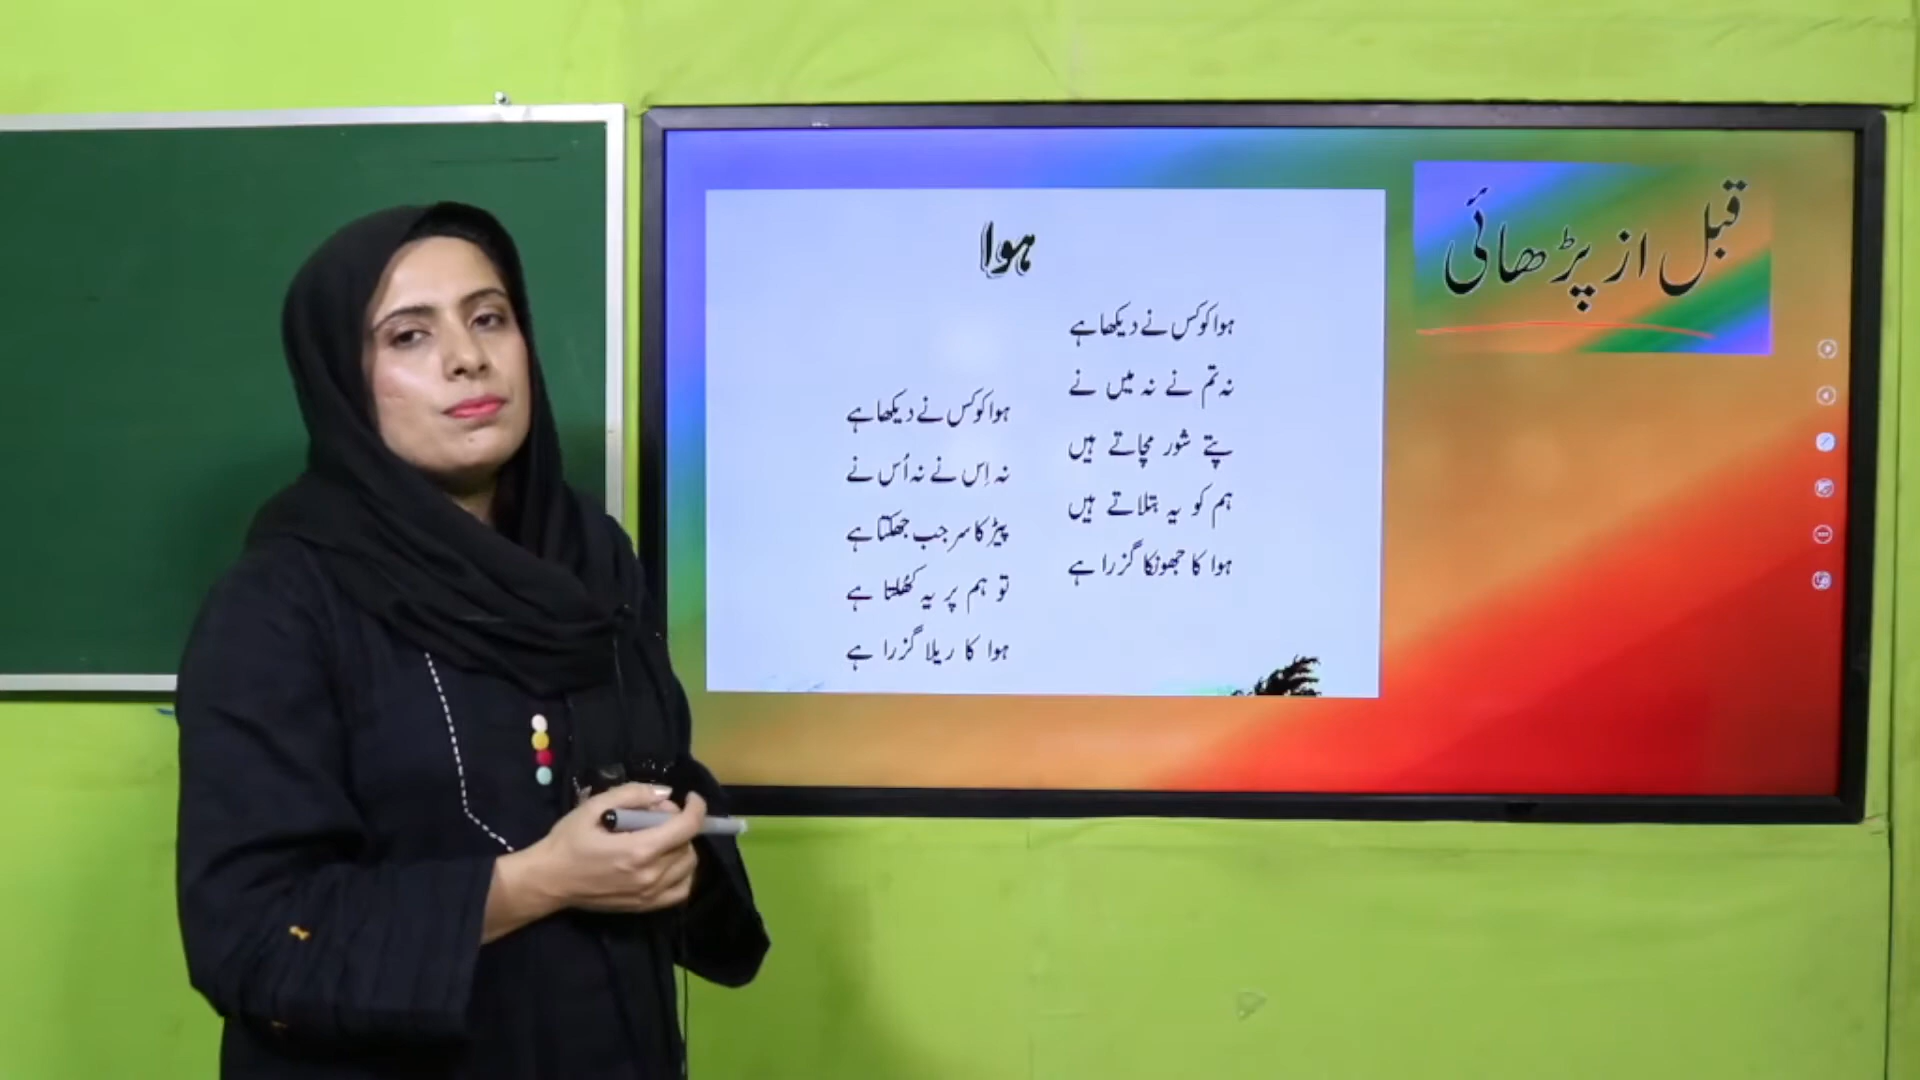 قبل از پڑھائی
ہوا
ہوا کو کس نے دیکھا ہے
نہ تم نے نہ میں نے
پتے شور مچاتے ہیں
ہم کو یہ بتلاتے ہیں
ہوا کا جھونکا گزرا ہے
ہوا کو کس نے دیکھا ہے
نہ اِس نے نہ اُس نے
پیڑ کا سر جب جھکتا ہے
تو ہم پر یہ کھُلتا ہے
ہوا کا ریلا گزرا ہے